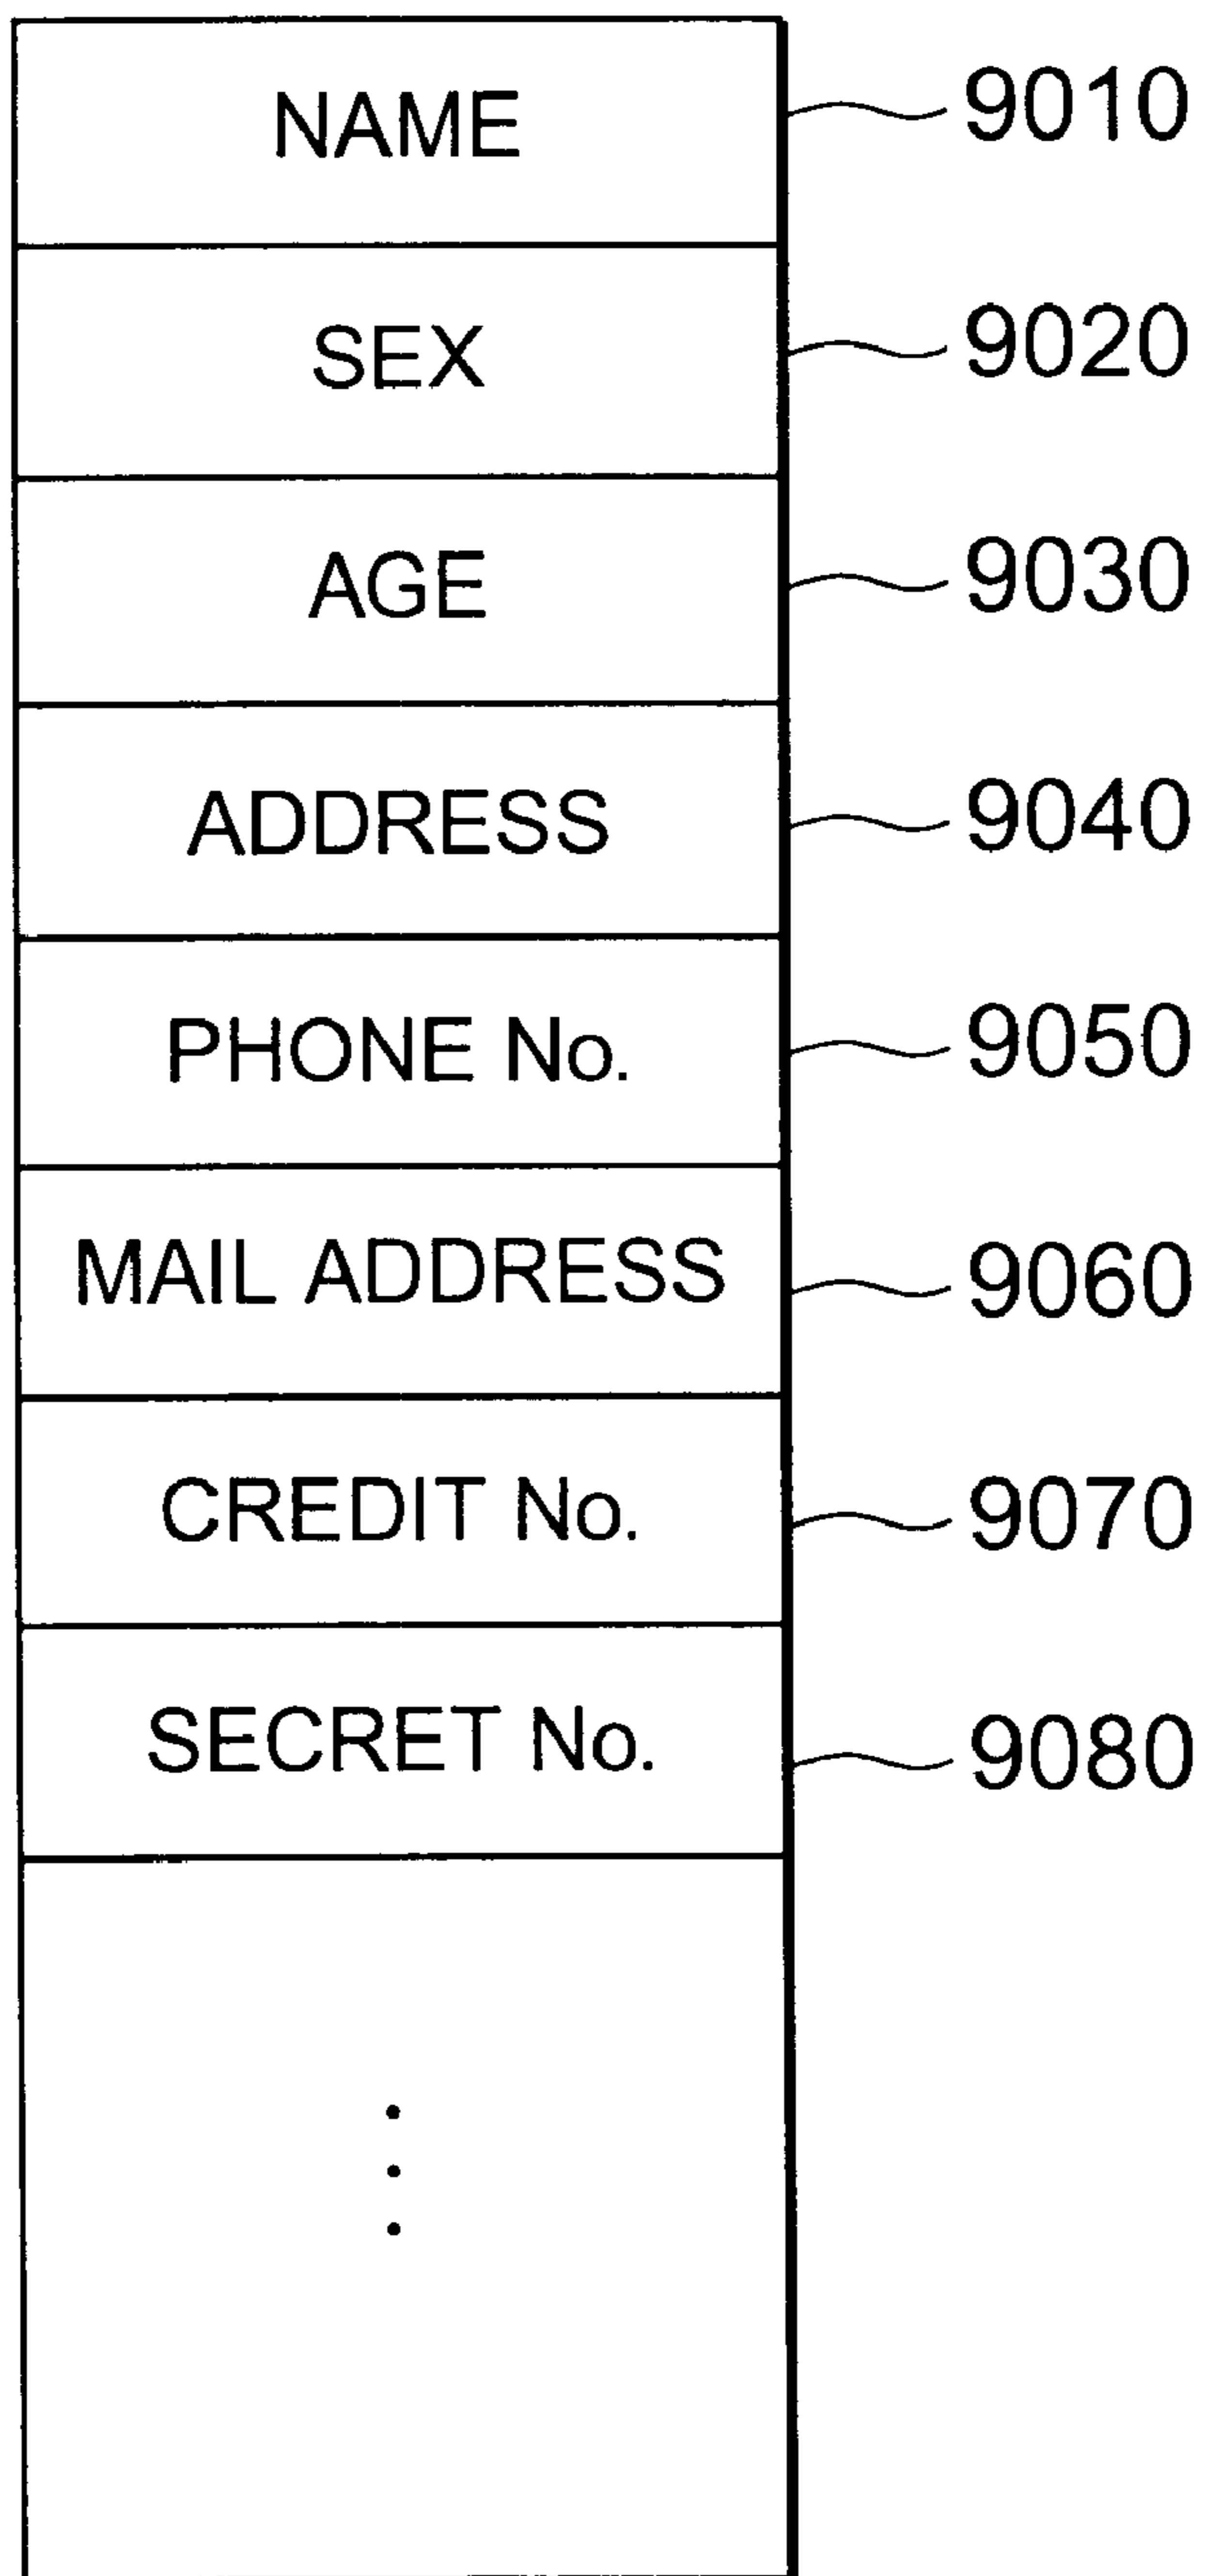 NAME 9010
SEX 9020
AGE 9030
ADDRESS 9040
PHONE No. 9050
MAIL ADDRESS 9060
CREDIT No. 9070
SECRET No. 9080